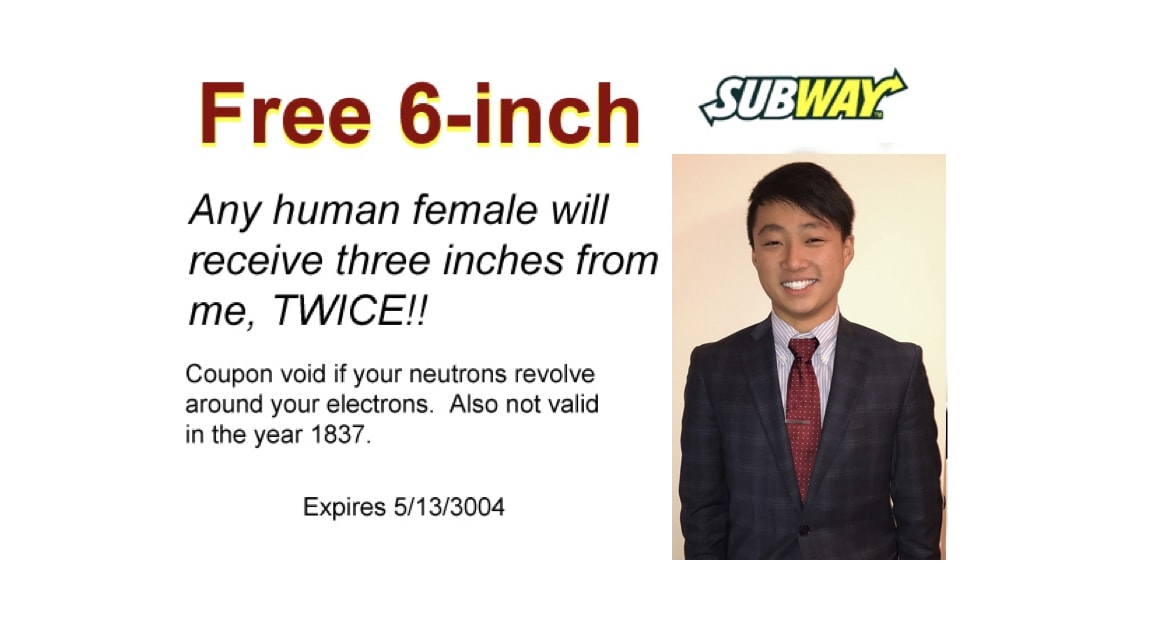 Free 6-inch
SUBWAY
Any human female will
receive three inches from
me, TWICE!!
Coupon void if your neutrons revolve
around your electrons.  Also not valid
in the year 1837.
Expires 5/13/3004